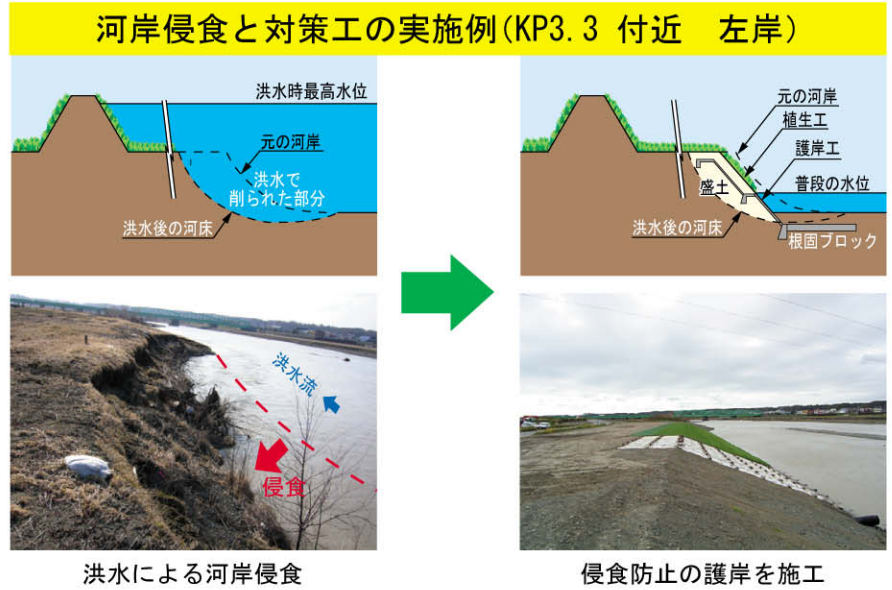 河岸侵食と対策工の実施例(KP3.3 付近　左岸)
洪水時最高水位
元の河岸
洪水で
削られた部分
洪水後の河床
元の河岸
植生工
護岸工
普段の水位
盛土
洪水後の河床
根固ブロック
洪水流
侵食
洪水による河岸侵食
侵食防止の護岸を施工